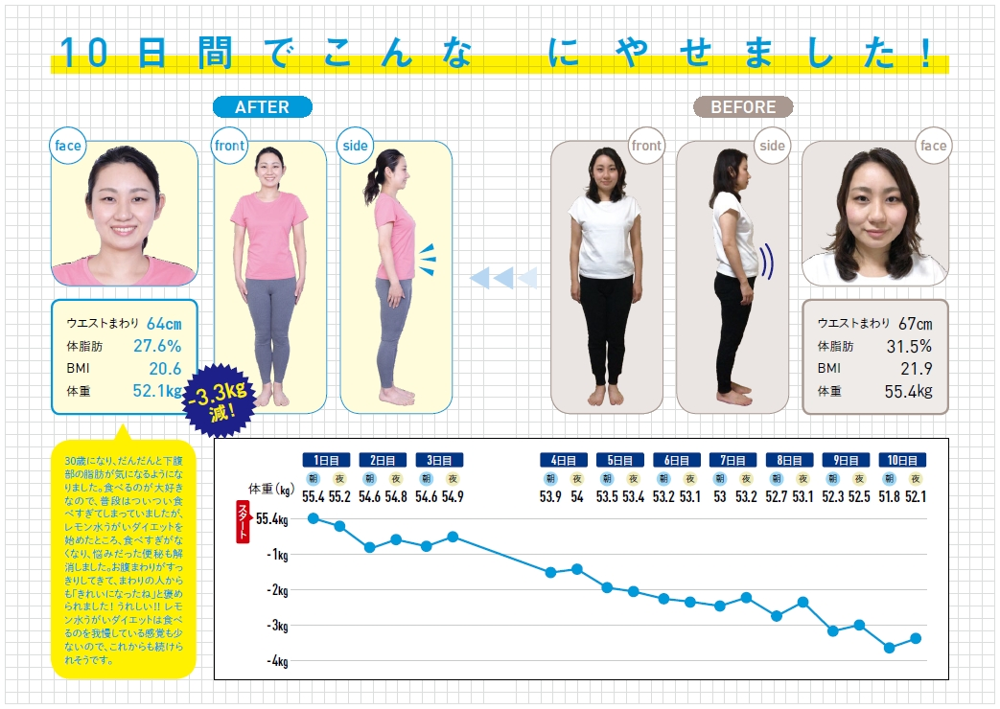 10日間でこんな にやせました!
AFTER
BEFORE
face
front
side
front
side
face
ウエストまわり 64cm
体脂肪 27.6%
BMI 20.6
体重 52.1kg
-3.3kg
減!
ウエストまわり 67cm
体脂肪 31.5%
BMI 21.9
体重 55.4kg
30歳になり、だんだんと下腹
部の脂肪が気になるようにな
りました。食べるのが大好き
なので、普段はついつい食
べすぎてしまっていましたが、
レモン水うがいダイエットを
始めたところ、食べすぎがな
くなり、悩みだった便秘も解
消しました。お腹まわりがすっ
きりしてきて、まわりの人から
も「きれいになったね」と褒め
られました!うれしい!! レモ
ン水うがいダイエットは食べ
るのを我慢している感覚も少
ないので、これからも続けら
れそうです。
1日目 2日目 3日目 4日目 5日目 6日目 7日目 8日目 9日目 10日目
朝 夜 朝 夜 朝 夜 朝 夜 朝 夜 朝 夜 朝 夜 朝 夜 朝 夜 朝 夜
体重(kg) 55.4 55.2 54.6 54.8 54.6 54.9 53.9 54 53.5 53.4 53.2 53.1 53 53.2 52.7 53.1 52.3 52.5 51.8 52.1
スタート
55.4kg
-1kg
-2kg
-3kg
-4kg